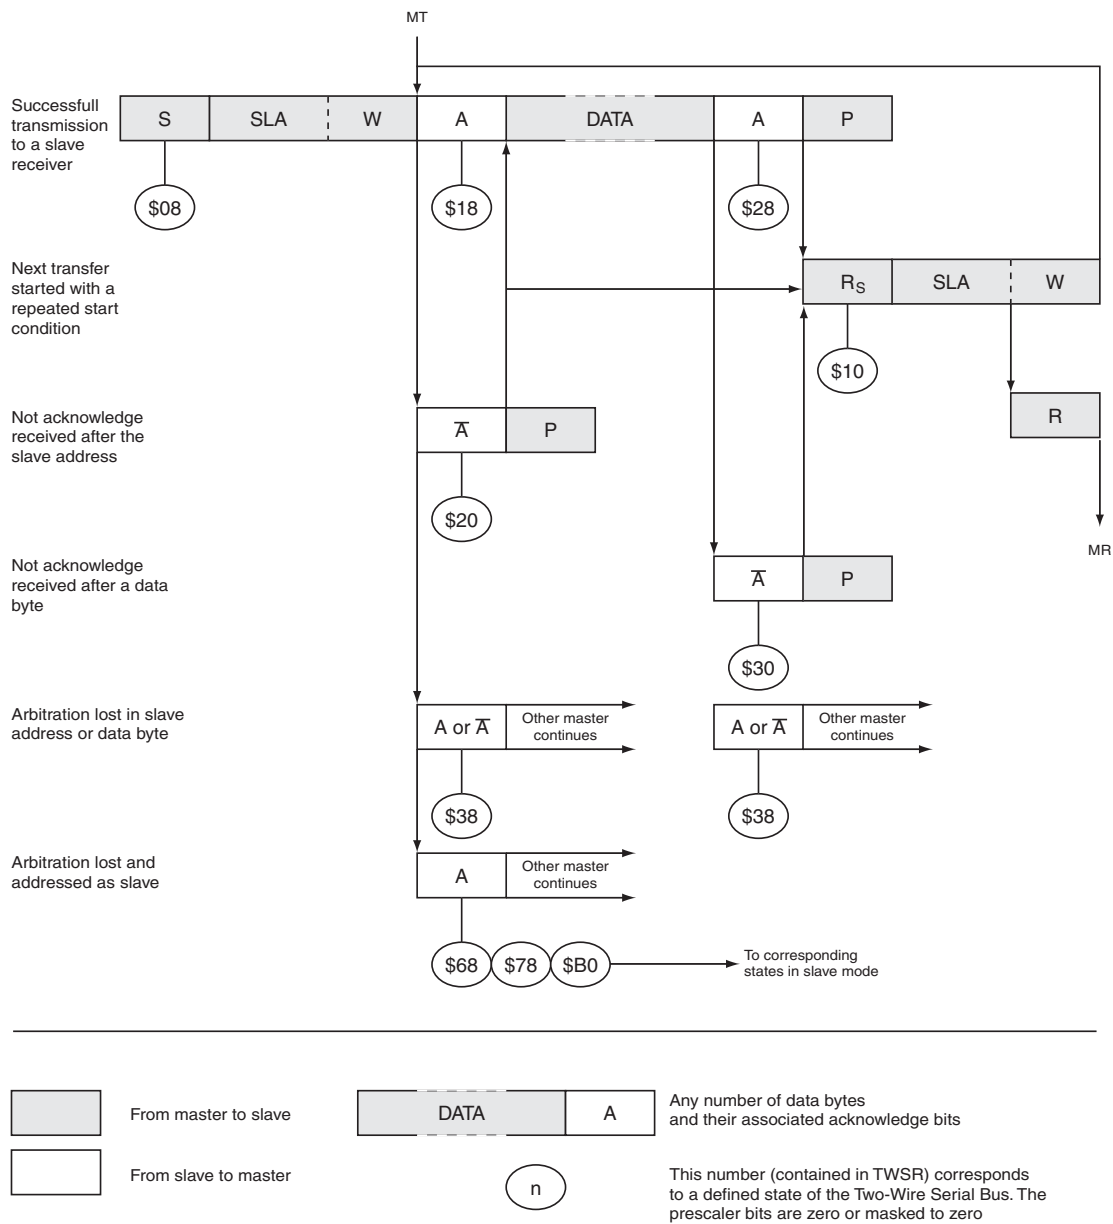 MT
Successfull
transmission
to a slave
receiver
S SLA W A DATA A P
$08 $18 $28
Next transfer
started with a
repeated start
condition
RS SLA W
$10
Not acknowledge
received after the
slave address
A̅ P
R
$20
MR
Not acknowledge
received after a data
byte
A̅ P
$30
Arbitration lost in slave
address or data byte
A or A̅ Other master
continues
A or A̅ Other master
continues
$38 $38
Arbitration lost and
addressed as slave
A Other master
continues
$68 $78 $B0
To corresponding
states in slave mode
From master to slave
DATA A
Any number of data bytes
and their associated acknowledge bits
From slave to master
n
This number (contained in TWSR) corresponds
to a defined state of the Two-Wire Serial Bus. The
prescaler bits are zero or masked to zero